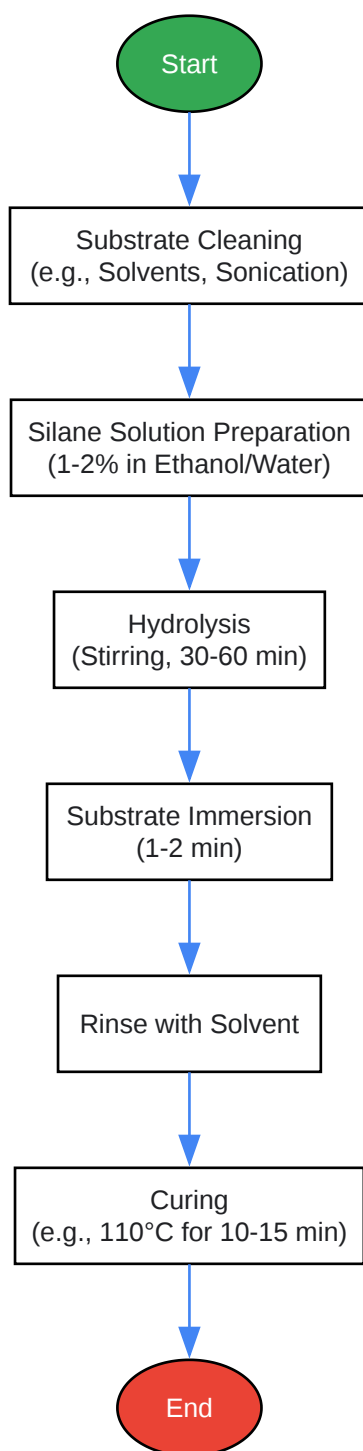 Start
Substrate Cleaning
(e.g., Solvents, Sonication)
Silane Solution Preparation
(1-2% in Ethanol/Water)
Hydrolysis
(Stirring, 30-60 min)
Substrate Immersion
(1-2 min)
Rinse with Solvent
Curing
(e.g., 110°C for 10-15 min)
End